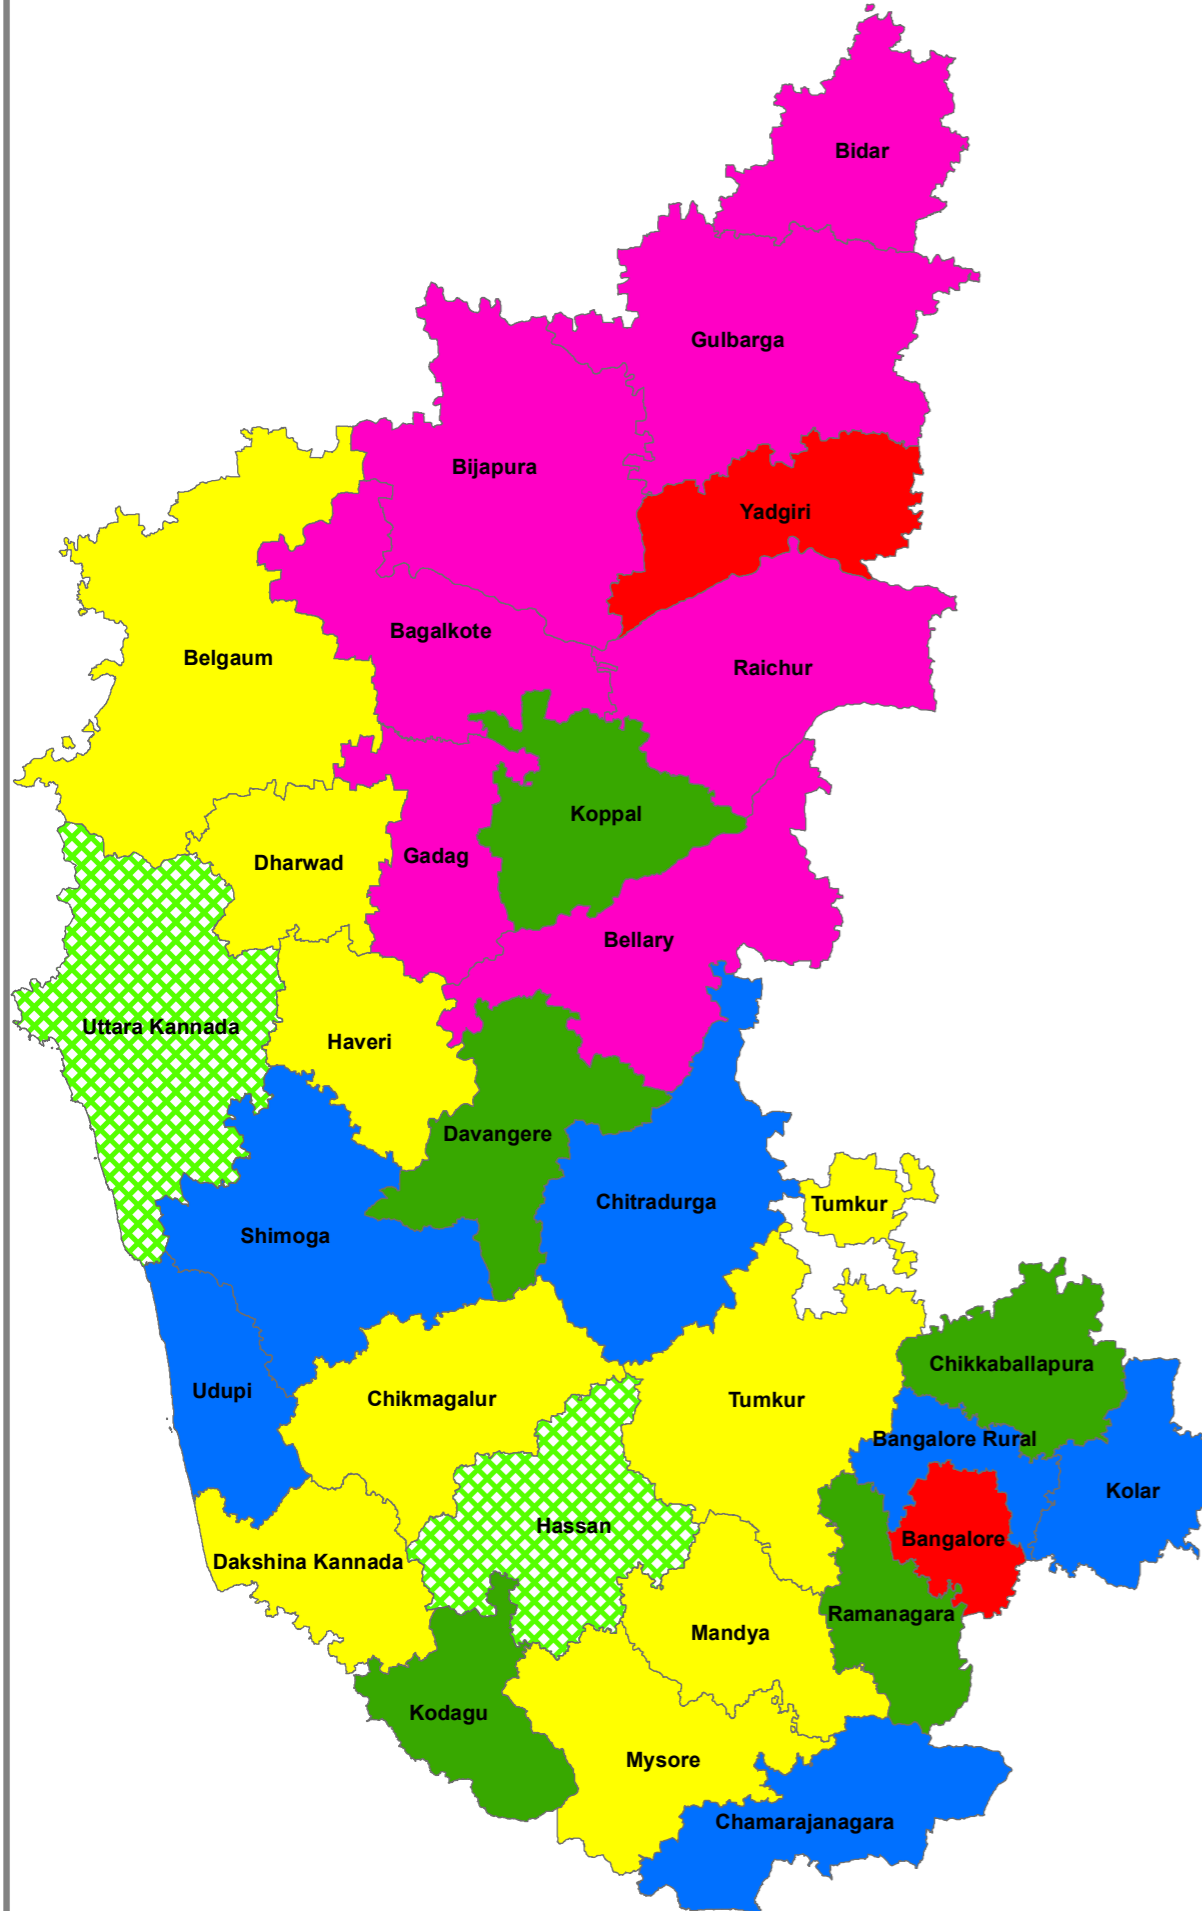 Bidar
Gulbarga
Bijapura
Yadgiri
Bagalkote
Belgaum
Raichur
Koppal
Dharwad
Gadag
Bellary
Uttara Kannada
Haveri
Davangere
Chitradurga
Tumkur
Shimoga
Chikkaballapura
Udupi
Chikmagalur
Tumkur
Bangalore Rural
Kolar
Hassan
Bangalore
Dakshina Kannada
Ramanagara
Mandya
Kodagu
Mysore
Chamarajanagara